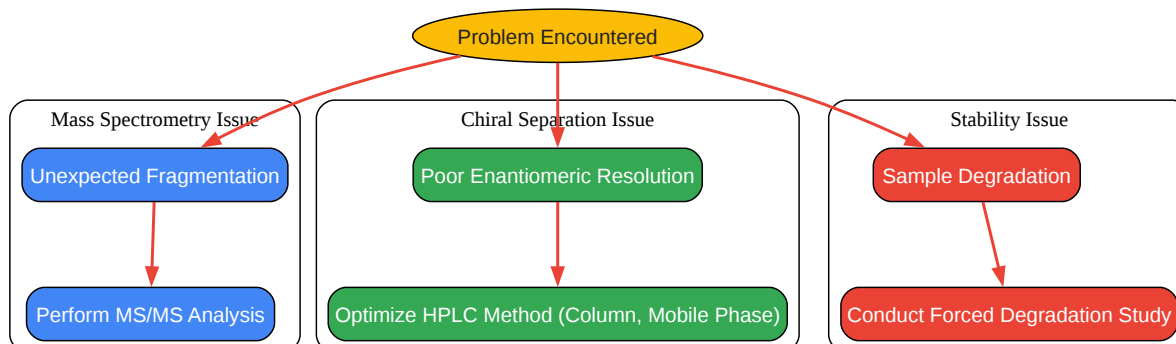 Problem Encountered
Mass Spectrometry Issue
Chiral Separation Issue
Stability Issue
Unexpected Fragmentation
Poor Enantiomeric Resolution
Sample Degradation
Perform MS/MS Analysis
Optimize HPLC Method (Column, Mobile Phase)
Conduct Forced Degradation Study